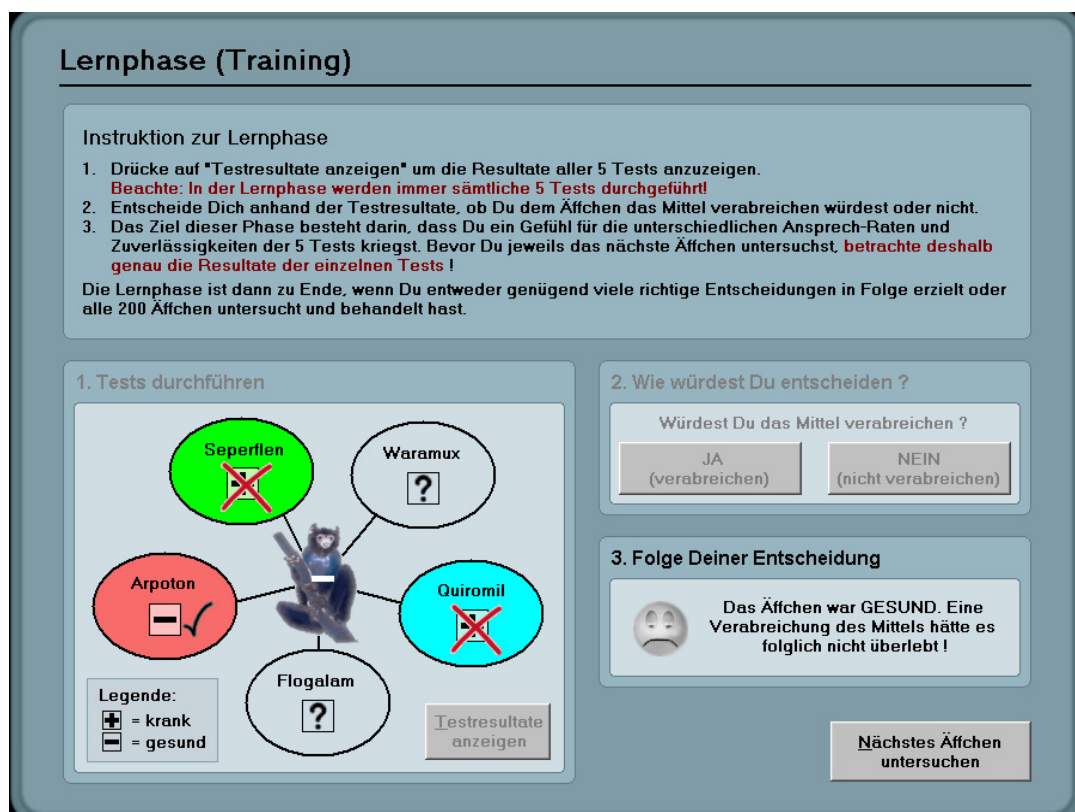 Lernphase (Training)
Instruktion zur Lernphase
1. Drücke auf "Testresultate anzeigen" um die Resultate aller 5 Tests anzuzeigen.
Beachte: In der Lernphase werden immer sämtliche 5 Tests durchgeführt!
2. Entscheide Dich anhand der Testresultate, ob Du dem Äffchen das Mittel verabreichen würdest oder nicht.
3. Das Ziel dieser Phase besteht darin, dass Du ein Gefühl für die unterschiedlichen Ansprech-Raten und
Zuverlässigkeiten der 5 Tests kriegst. Bevor Du jeweils das nächste Äffchen untersuchst, betrachte deshalb
genau die Resultate der einzelnen Tests !
Die Lernphase ist dann zu Ende, wenn Du entweder genügend viele richtige Entscheidungen in Folge erzielt oder
alle 200 Äffchen untersucht und behandelt hast.
1. Tests durchführen
Seperflen
Waramux
?
Arpoton
Quiromil
Flogalam
?
Legende:
+ = krank
− = gesund
Testresultate
anzeigen
2. Wie würdest Du entscheiden ?
Würdest Du das Mittel verabreichen ?
JA
(verabreichen)
NEIN
(nicht verabreichen)
3. Folge Deiner Entscheidung
Das Äffchen war GESUND. Eine
Verabreichung des Mittels hätte es
folglich nicht überlebt !
Nächstes Äffchen
untersuchen